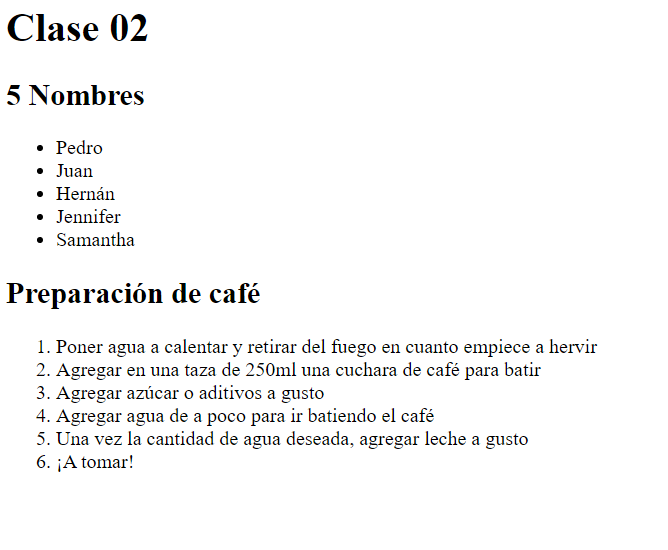 Clase 02
5 Nombres
• Pedro
• Juan
• Hernán
• Jennifer
• Samantha
Preparación de café
1. Poner agua a calentar y retirar del fuego en cuanto empiece a hervir
2. Agregar en una taza de 250ml una cuchara de café para batir
3. Agregar azúcar o aditivos a gusto
4. Agregar agua de a poco para ir batiendo el café
5. Una vez la cantidad de agua deseada, agregar leche a gusto
6. ¡A tomar!